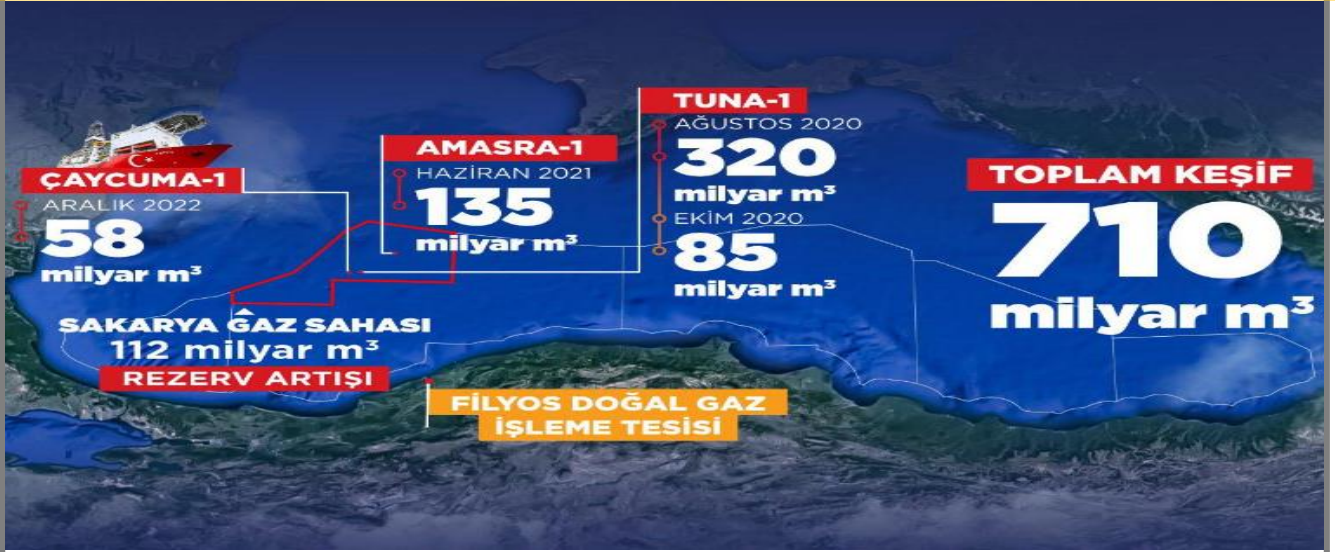 ÇAYCUMA-1
ARALIK 2022
58
milyar m³
AMASRA-1
HAZİRAN 2021
135
milyar m³
TUNA-1
AĞUSTOS 2020
320
milyar m³
EKİM 2020
85
milyar m³
TOPLAM KEŞİF
710
milyar m³
SAKARYA GAZ SAHASI
112 milyar m³
REZERV ARTIŞI
FİLYOS DOĞAL GAZ
İŞLEME TESİSİ